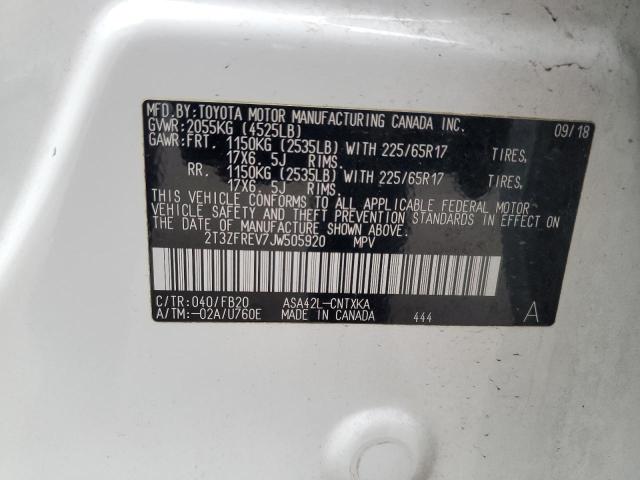 MFD.BY:TOYOTA MOTOR MANUFACTURING CANADA INC. 09/18
GVWR:2055KG (4525LB)
GAWR:FRT. 1150KG (2535LB) WITH 225/65R17 TIRES,
17X6.5J RIMS.
RR. 1150KG (2535LB) WITH 225/65R17 TIRES,
17X6.5J RIMS.
THIS VEHICLE CONFORMS TO ALL APPLICABLE FEDERAL MOTOR
VEHICLE SAFETY AND THEFT PREVENTION STANDARDS IN EFFECT ON
THE DATE OF MANUFACTURE SHOWN ABOVE.
2T3ZFREV7JW505920 MPV
C/TR:040/FB20 ASA42L-CNTXKA
A/TM:-02A/U760E MADE IN CANADA 444 A